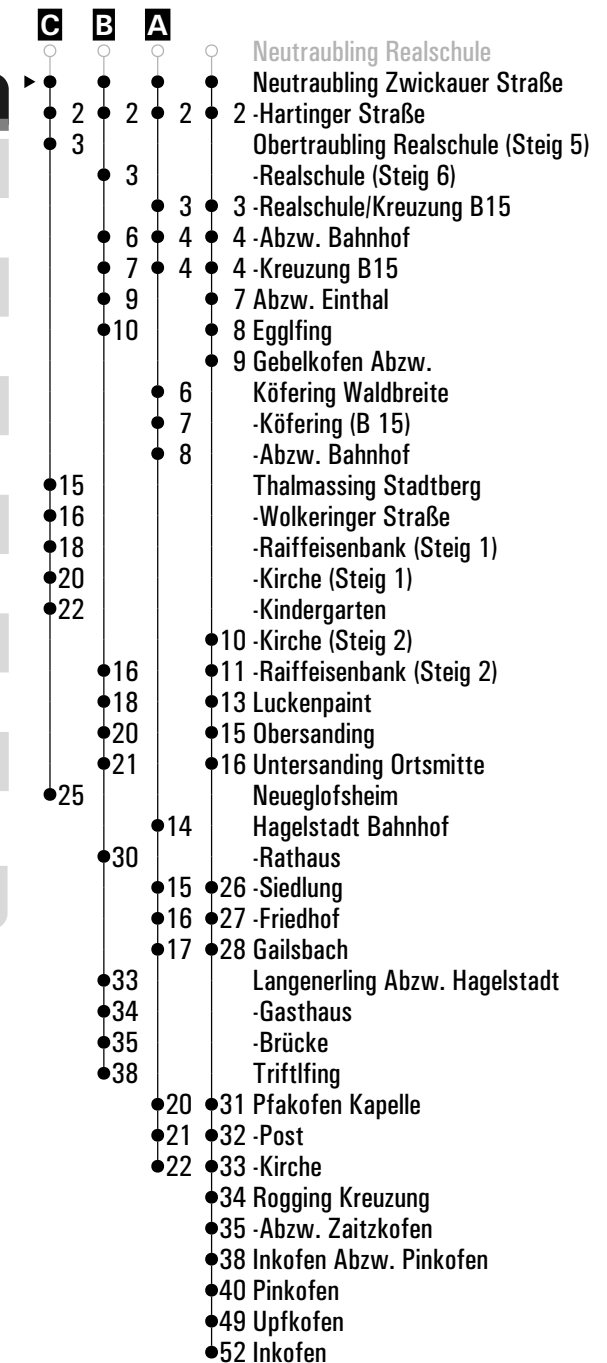 C B A
Neutraubling Realschule
Neutraubling Zwickauer Straße
2 2 2 2 -Hartinger Straße
3 Obertraubling Realschule (Steig 5)
3 -Realschule (Steig 6)
3 3 -Realschule/Kreuzung B15
6 4 4 -Abzw. Bahnhof
7 4 4 -Kreuzung B15
9 7 Abzw. Einthal
10 8 Egglfing
9 Gebelkofen Abzw.
6 Köfering Waldbreite
7 -Köfering (B 15)
8 -Abzw. Bahnhof
15 Thalmassing Stadtberg
16 -Wolkeringer Straße
18 -Raiffeisenbank (Steig 1)
20 -Kirche (Steig 1)
22 -Kindergarten
10 -Kirche (Steig 2)
16 11 -Raiffeisenbank (Steig 2)
18 13 Luckenpaint
20 15 Obersanding
21 16 Untersanding Ortsmitte
25 Neueglofsheim
14 Hagelstadt Bahnhof
30 -Rathaus
15 26 -Siedlung
16 27 -Friedhof
17 28 Gailsbach
33 Langenerling Abzw. Hagelstadt
34 -Gasthaus
35 -Brücke
38 Triftlfing
20 31 Pfakofen Kapelle
21 32 -Post
22 33 -Kirche
34 Rogging Kreuzung
35 -Abzw. Zaitzkofen
38 Inkofen Abzw. Pinkofen
40 Pinkofen
49 Upfkofen
52 Inkofen